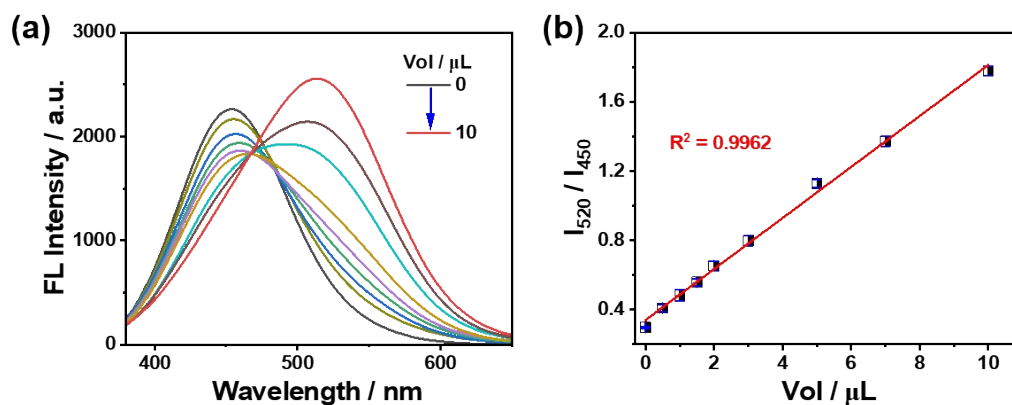 (a)
3000
2000
1000
0
FL Intensity / a.u.
400
500
600
Wavelength / nm
Vol / μL
0
10
(b)
2.0
1.6
1.2
0.8
0.4
I520 / I450
R² = 0.9962
0
2
4
6
8
10
Vol / μL